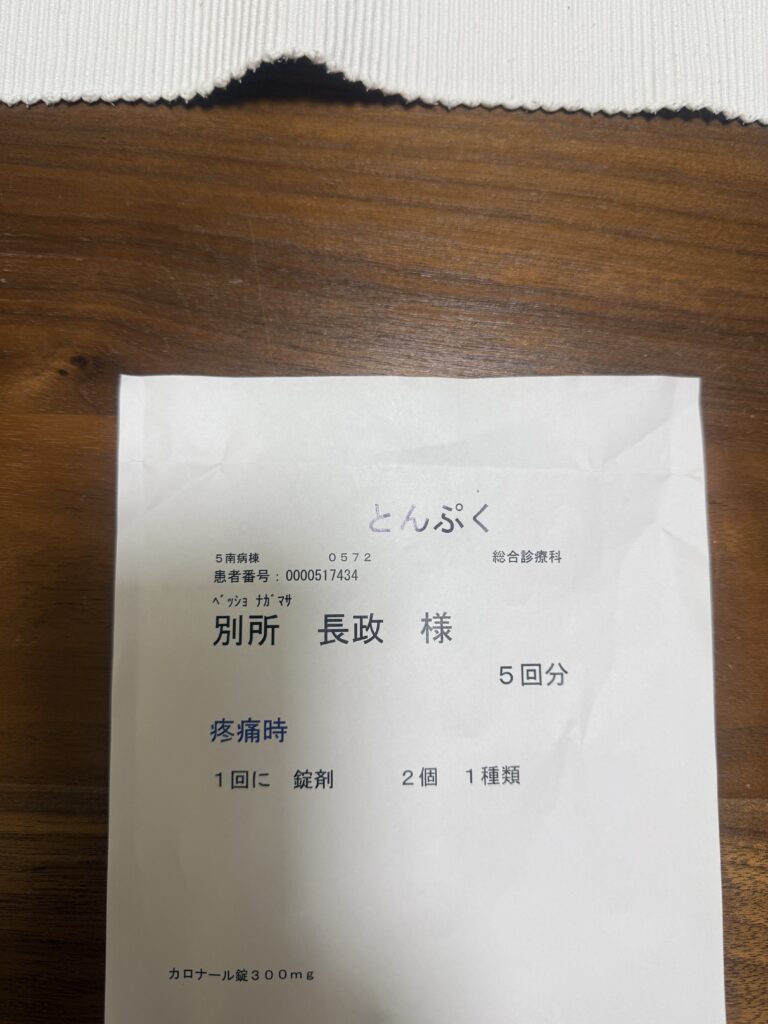 とんぷく
５南病棟　０５７２　総合診療科
患者番号：0000517434
ﾍﾞｯｼｮ ﾅｶﾞﾏｻ
別所　長政　様
５回分
疼痛時
１回に　錠剤　２個　１種類
カロナール錠３００ｍｇ